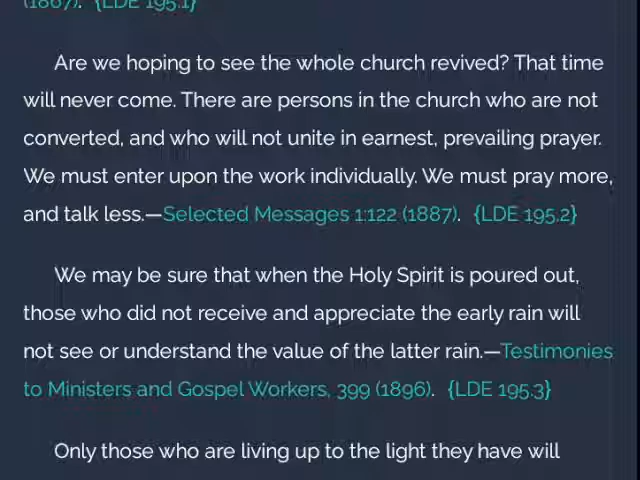 (1867). {LDE 195.1}
Are we hoping to see the whole church revived? That time
will never come. There are persons in the church who are not
converted, and who will not unite in earnest, prevailing prayer.
We must enter upon the work individually. We must pray more,
and talk less.—Selected Messages 1:122 (1887). {LDE 195.2}
We may be sure that when the Holy Spirit is poured out,
those who did not receive and appreciate the early rain will
not see or understand the value of the latter rain.—Testimonies
to Ministers and Gospel Workers, 399 (1896). {LDE 195.3}
Only those who are living up to the light they have will